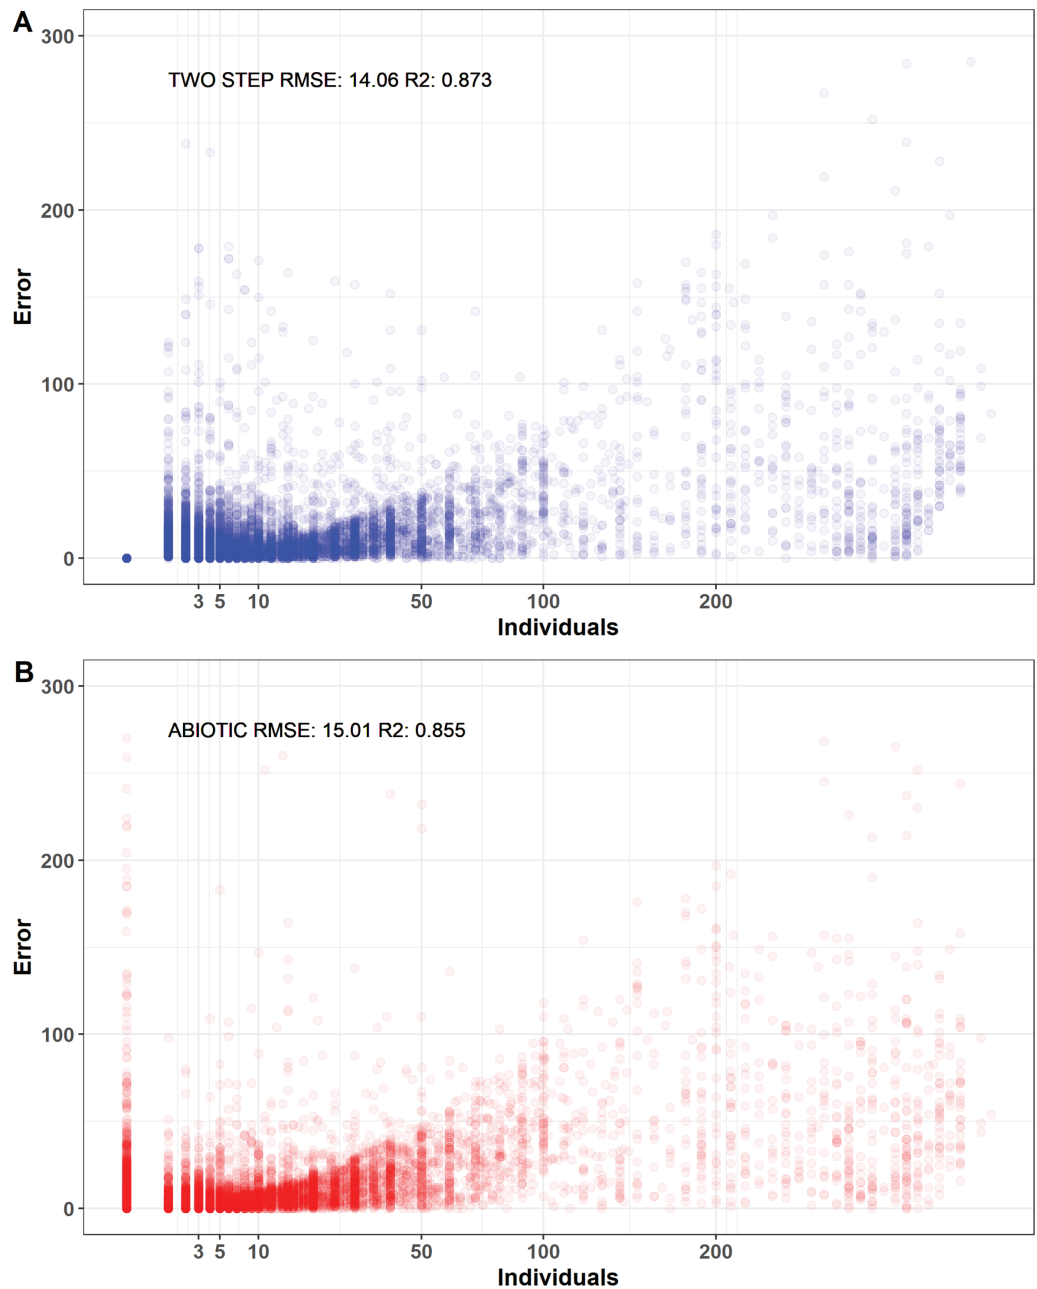 A
300
TWO STEP RMSE: 14.06 R2: 0.873
200
Error
100
0
3 5 10 50 100 200
Individuals
B
300
ABIOTIC RMSE: 15.01 R2: 0.855
200
Error
100
0
3 5 10 50 100 200
Individuals